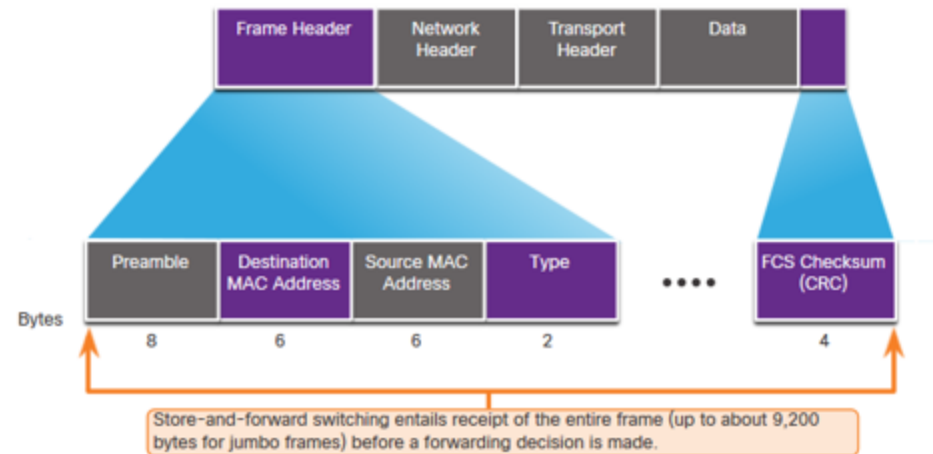 Frame Header
Network
Header
Transport
Header
Data
Preamble
Destination
MAC Address
Source MAC
Address
Type
FCS Checksum
(CRC)
Bytes
8
6
6
2
4
Store-and-forward switching entails receipt of the entire frame (up to about 9,200
bytes for jumbo frames) before a forwarding decision is made.